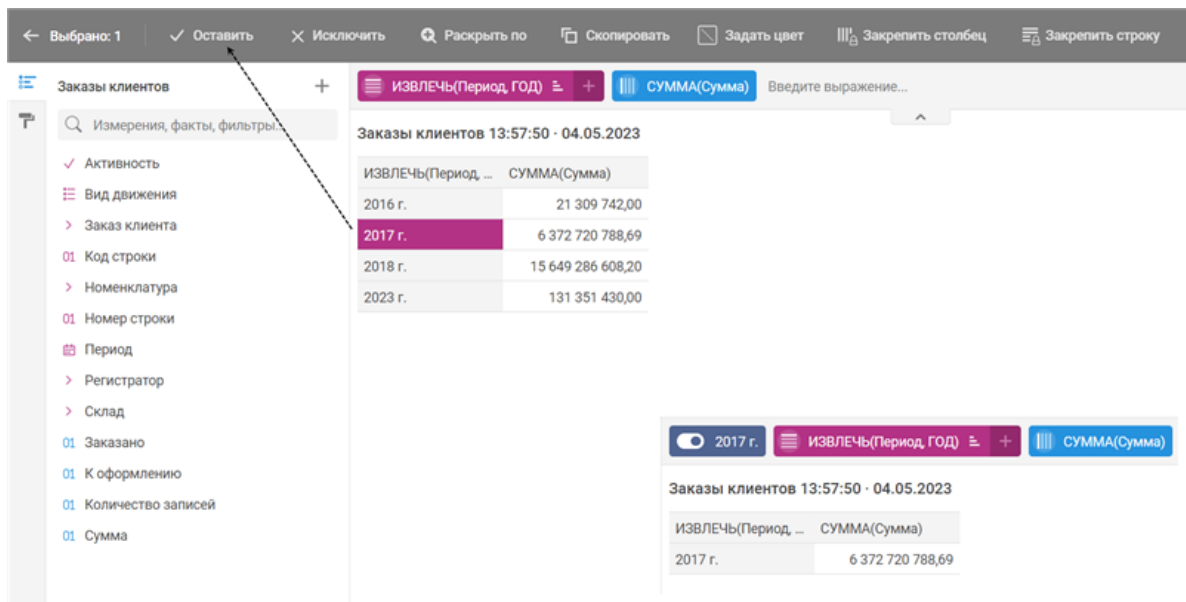 Выбрано: 1 Оставить Исключить Раскрыть по Скопировать Задать цвет Закрепить столбец Закрепить строку
Заказы клиентов
Измерения, факты, фильтры...
Активность
Вид движения
Заказ клиента
01 Код строки
Номенклатура
01 Номер строки
Период
Регистратор
Склад
01 Заказано
01 К оформлению
01 Количество записей
01 Сумма
ИЗВЛЕЧЬ(Период, ГОД) СУММА(Сумма) Введите выражение...
Заказы клиентов 13:57:50 · 04.05.2023
ИЗВЛЕЧЬ(Период, ... СУММА(Сумма)
2016 г. 21 309 742,00
2017 г. 6 372 720 788,69
2018 г. 15 649 286 608,20
2023 г. 131 351 430,00
2017 г. ИЗВЛЕЧЬ(Период, ГОД) СУММА(Сумма)
Заказы клиентов 13:57:50 · 04.05.2023
ИЗВЛЕЧЬ(Период, ... СУММА(Сумма)
2017 г. 6 372 720 788,69